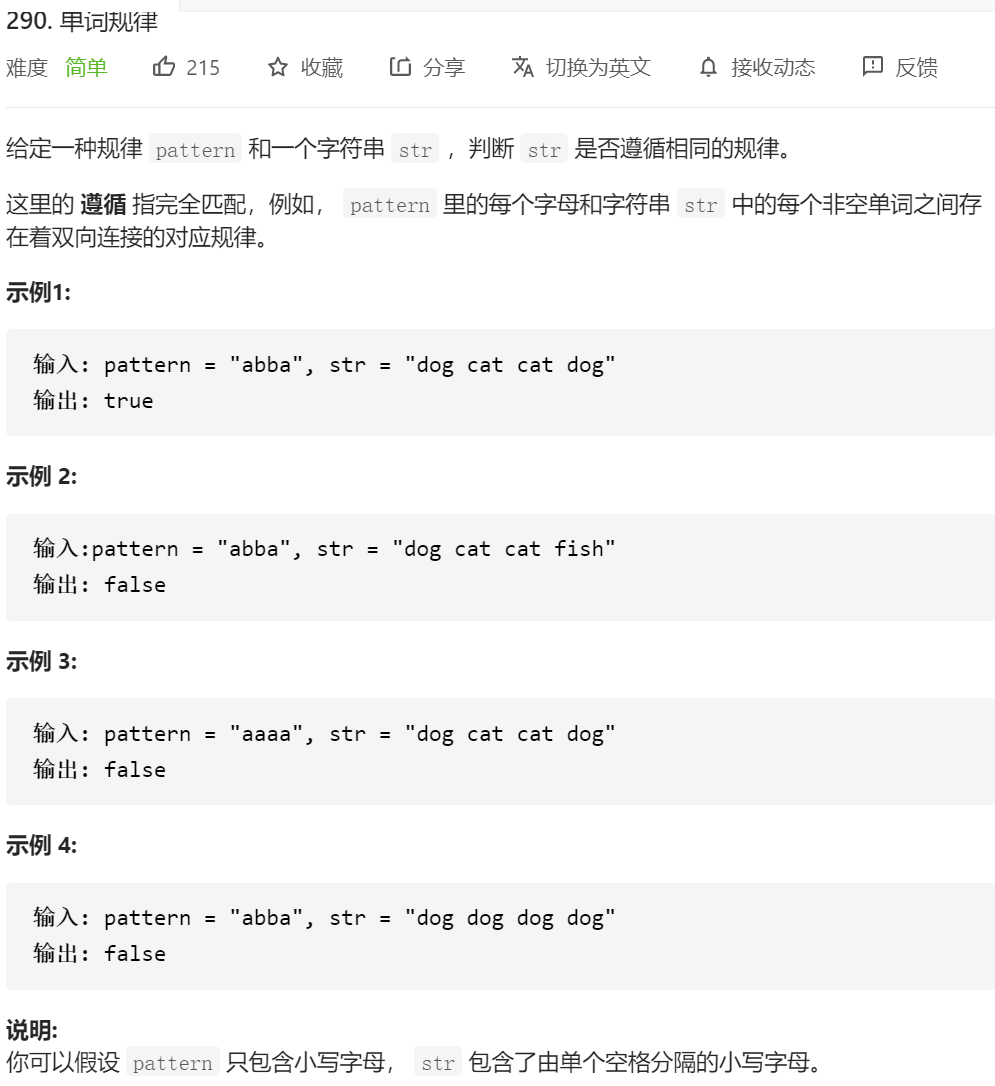 290. 单词规律
难度 简单 215 收藏 分享 切换为英文 接收动态 反馈
给定一种规律 pattern 和一个字符串 str ，判断 str 是否遵循相同的规律。
这里的 遵循 指完全匹配，例如， pattern 里的每个字母和字符串 str 中的每个非空单词之间存
在着双向连接的对应规律。
示例1:
输入: pattern = "abba", str = "dog cat cat dog"
输出: true
示例 2:
输入:pattern = "abba", str = "dog cat cat fish"
输出: false
示例 3:
输入: pattern = "aaaa", str = "dog cat cat dog"
输出: false
示例 4:
输入: pattern = "abba", str = "dog dog dog dog"
输出: false
说明:
你可以假设 pattern 只包含小写字母， str 包含了由单个空格分隔的小写字母。